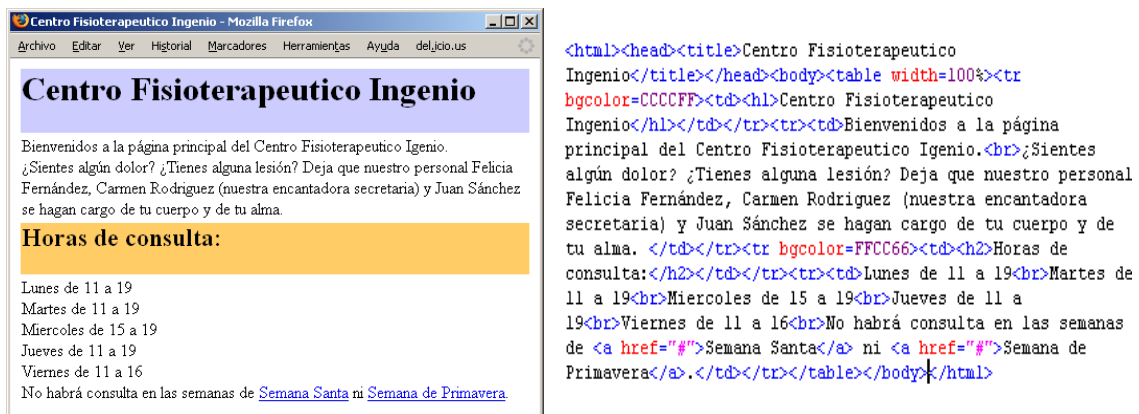 Centro Fisioterapeutico Ingenio - Mozilla Firefox
Archivo Editar Ver Historial Marcadores Herramientas Ayuda del.icio.us
Centro Fisioterapeutico Ingenio
Bienvenidos a la página principal del Centro Fisioterapeutico Igenio.
¿Sientes algún dolor? ¿Tienes alguna lesión? Deja que nuestro personal Felicia
Fernández, Carmen Rodriguez (nuestra encantadora secretaria) y Juan Sánchez
se hagan cargo de tu cuerpo y de tu alma.
Horas de consulta:
Lunes de 11 a 19
Martes de 11 a 19
Miercoles de 15 a 19
Jueves de 11 a 19
Viernes de 11 a 16
No habrá consulta en las semanas de Semana Santa ni Semana de Primavera.
<html><head><title>Centro Fisioterapeutico
Ingenio</title></head><body><table width=100%><tr
bgcolor=CCCCFF><td><h1>Centro Fisioterapeutico
Ingenio</h1></td></tr><tr><td>Bienvenidos a la página
principal del Centro Fisioterapeutico Igenio.<br>¿Sientes
algún dolor? ¿Tienes alguna lesión? Deja que nuestro personal
Felicia Fernández, Carmen Rodriguez (nuestra encantadora
secretaria) y Juan Sánchez se hagan cargo de tu cuerpo y de
tu alma. </td></tr><tr bgcolor=FFCC66><td><h2>Horas de
consulta:</h2></td></tr><tr><td>Lunes de 11 a 19<br>Martes de
11 a 19<br>Miercoles de 15 a 19<br>Jueves de 11 a
19<br>Viernes de 11 a 16<br>No habrá consulta en las semanas
de <a href="#">Semana Santa</a> ni <a href="#">Semana de
Primavera</a>.</td></tr></table></body></html>